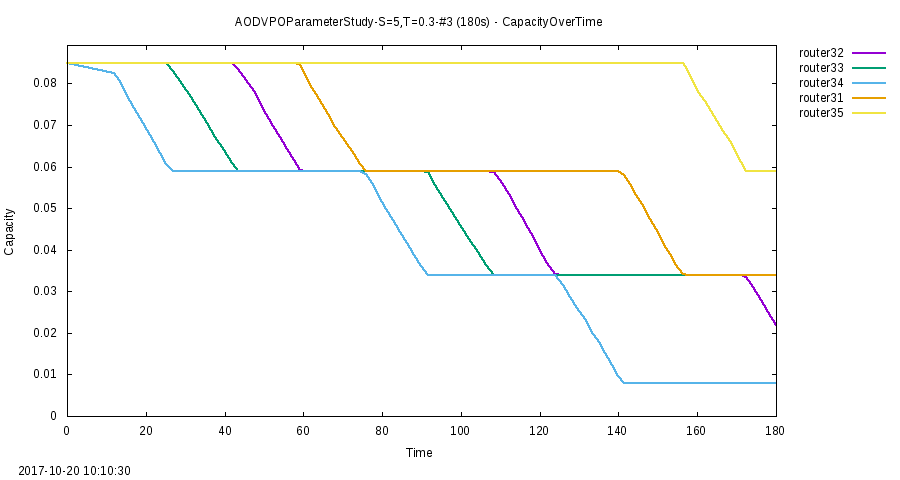 AODVPOParameterStudy-S=5,T=0.3-#3 (180s) - CapacityOverTime
router32
router33
router34
router31
router35
0.08
0.07
0.06
0.05
0.04
0.03
0.02
0.01
0
Capacity
0 20 40 60 80 100 120 140 160 180
Time
2017-10-20 10:10:30